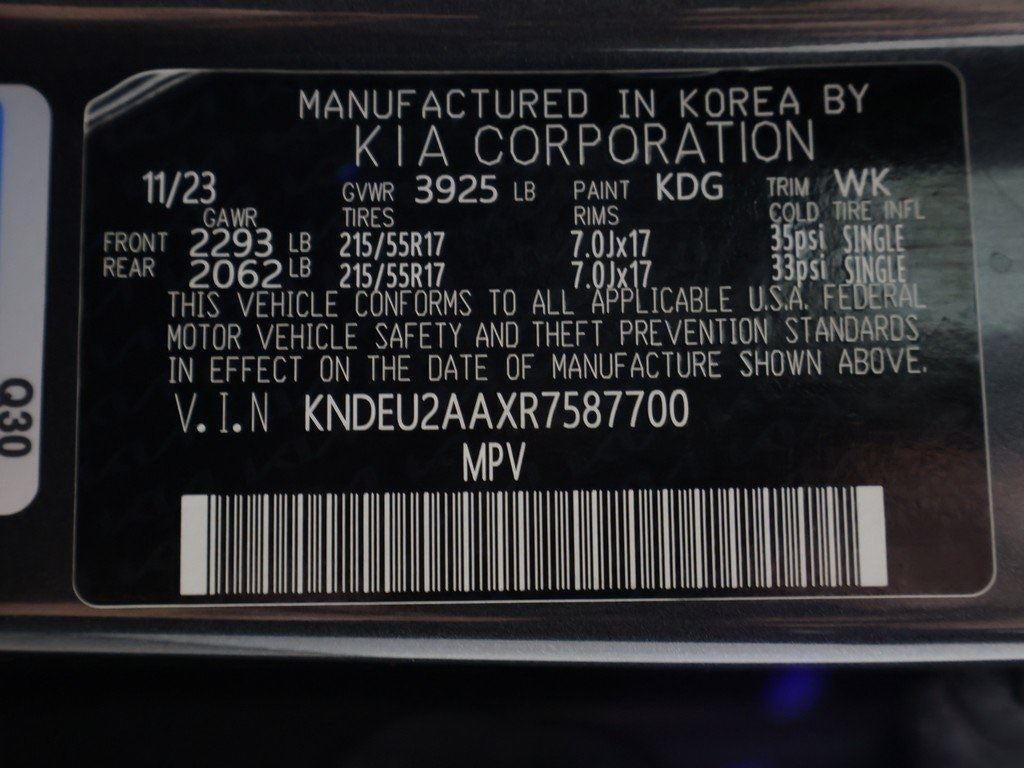 MANUFACTURED IN KOREA BY
KIA CORPORATION
11/23 GVWR 3925 LB PAINT KDG TRIM WK
GAWR TIRES RIMS COLD TIRE INFL
FRONT 2293 LB 215/55R17 7.0Jx17 35psi SINGLE
REAR 2062 LB 215/55R17 7.0Jx17 33psi SINGLE
THIS VEHICLE CONFORMS TO ALL APPLICABLE U.S.A. FEDERAL
MOTOR VEHICLE SAFETY AND THEFT PREVENTION STANDARDS
IN EFFECT ON THE DATE OF MANUFACTURE SHOWN ABOVE.
V.I.N KNDEU2AAXR7587700
MPV
Q30